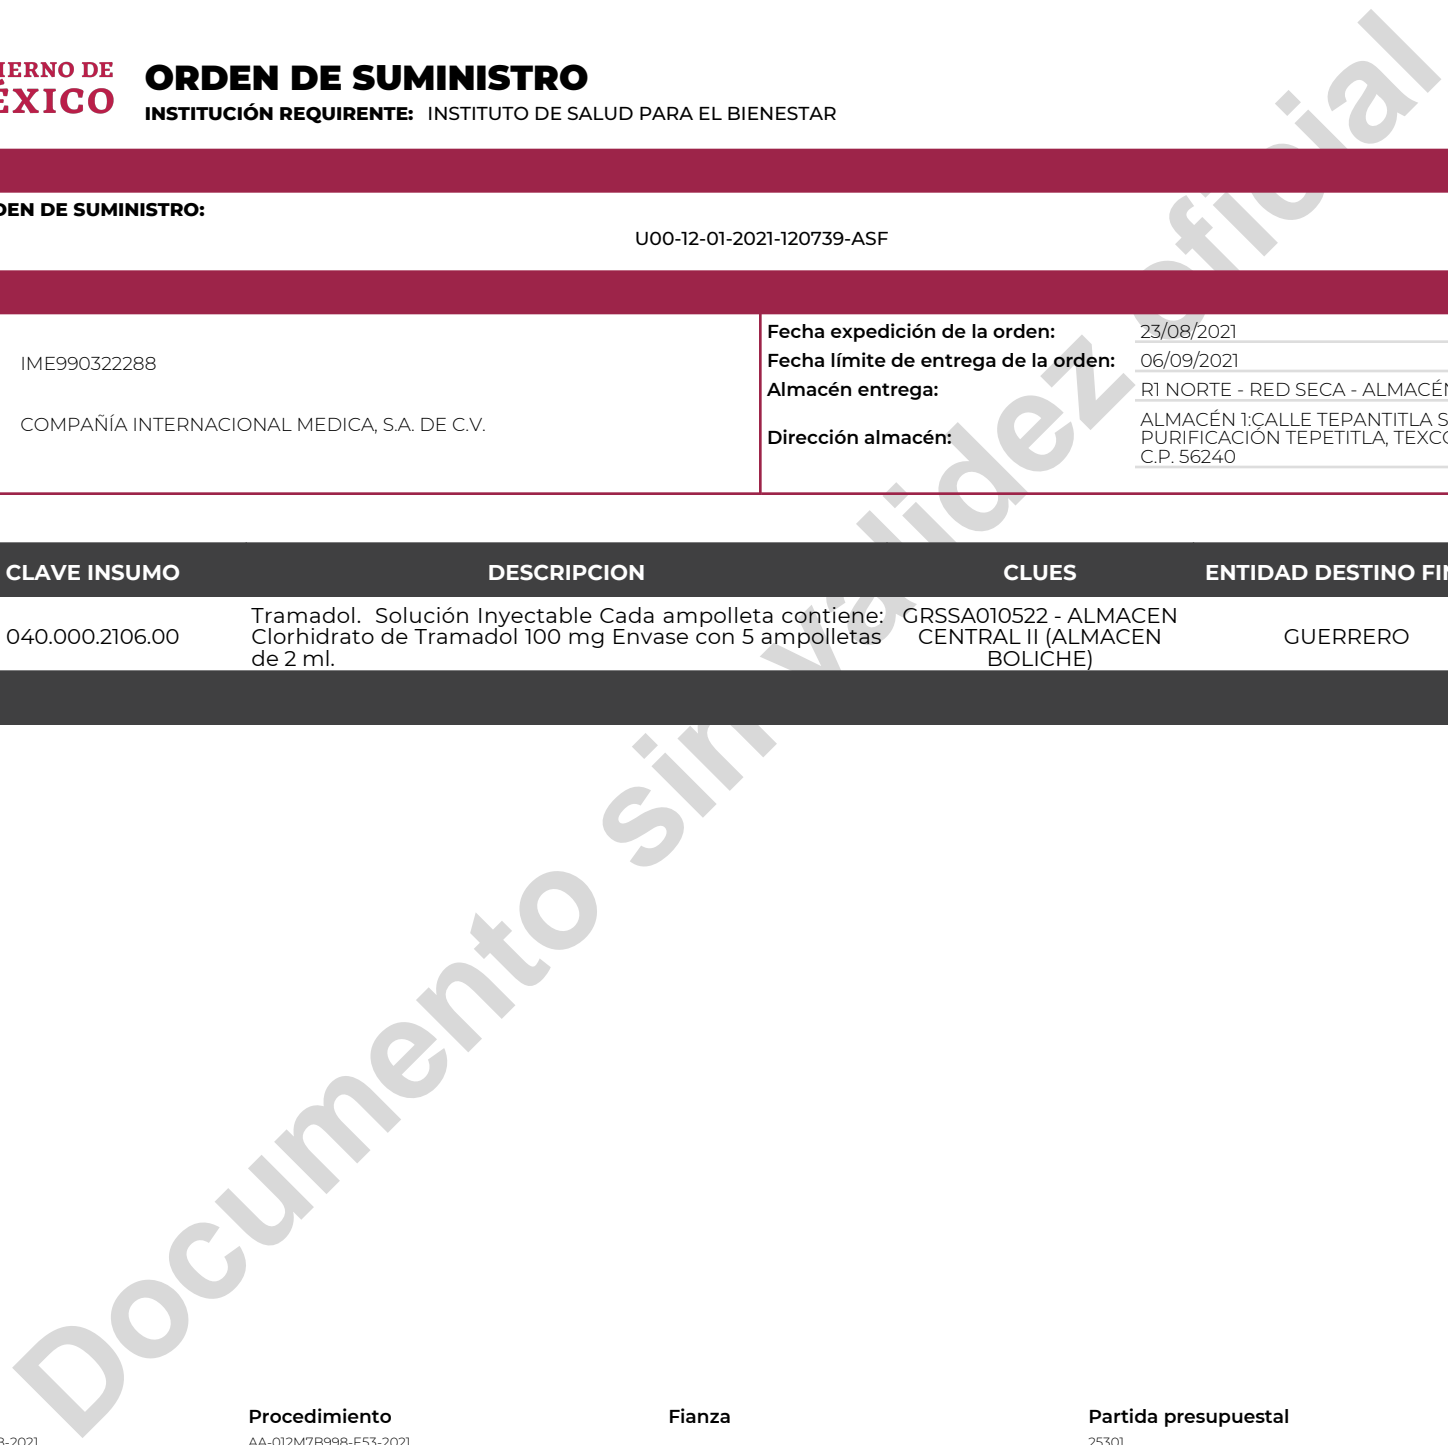 ORDEN DE SUMINISTRO
INSTITUCIÓN REQUIRENTE: INSTITUTO DE SALUD PARA EL BIENESTAR
DE SUMINISTRO:
U00-12-01-2021-120739-ASF
IME990322288
COMPAÑÍA INTERNACIONAL MEDICA, S.A. DE C.V.
Fecha expedición de la orden: 23/08/2021
Fecha límite de entrega de la orden: 06/09/2021
Almacén entrega: R1 NORTE - RED SECA - ALMACÉN
Dirección almacén:
ALMACÉN 1:CALLE TEPANTITLA S
PURIFICACIÓN TEPETITLA, TEXCO
C.P. 56240
CLAVE INSUMO DESCRIPCION CLUES ENTIDAD DESTINO
040.000.2106.00
Tramadol. Solución Inyectable Cada ampolleta contiene:
Clorhidrato de Tramadol 100 mg Envase con 5 ampolletas
de 2 ml.
GRSSA010522 - ALMACEN
CENTRAL II (ALMACEN
BOLICHE)
GUERRERO
Documento sin validez oficial
Procedimiento Fianza Partida presupuestal
AA-012M7B998-E53-2021 25301